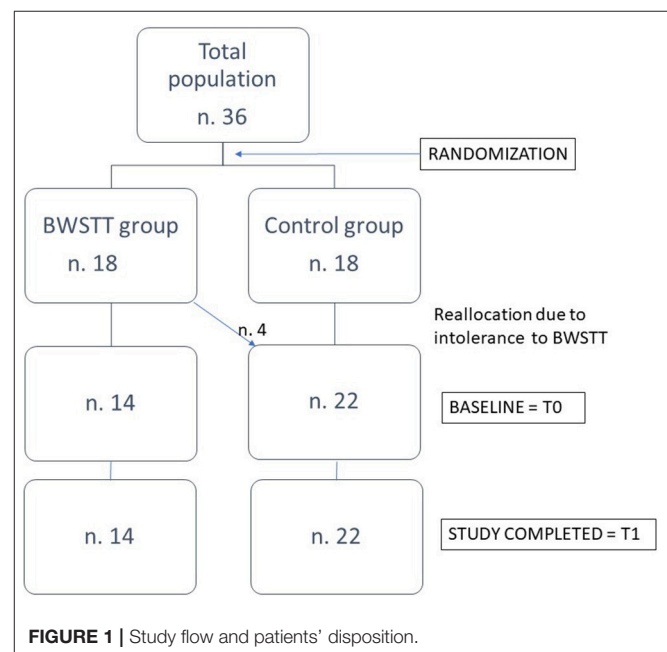 Total
population
n. 36
RANDOMIZATION
BWSTT group
n. 18
Control group
n. 18
n. 4
Reallocation due to
intolerance to BWSTT
n. 14
n. 22
BASELINE = T0
n. 14
n. 22
STUDY COMPLETED = T1
FIGURE 1 | Study flow and patients’ disposition.